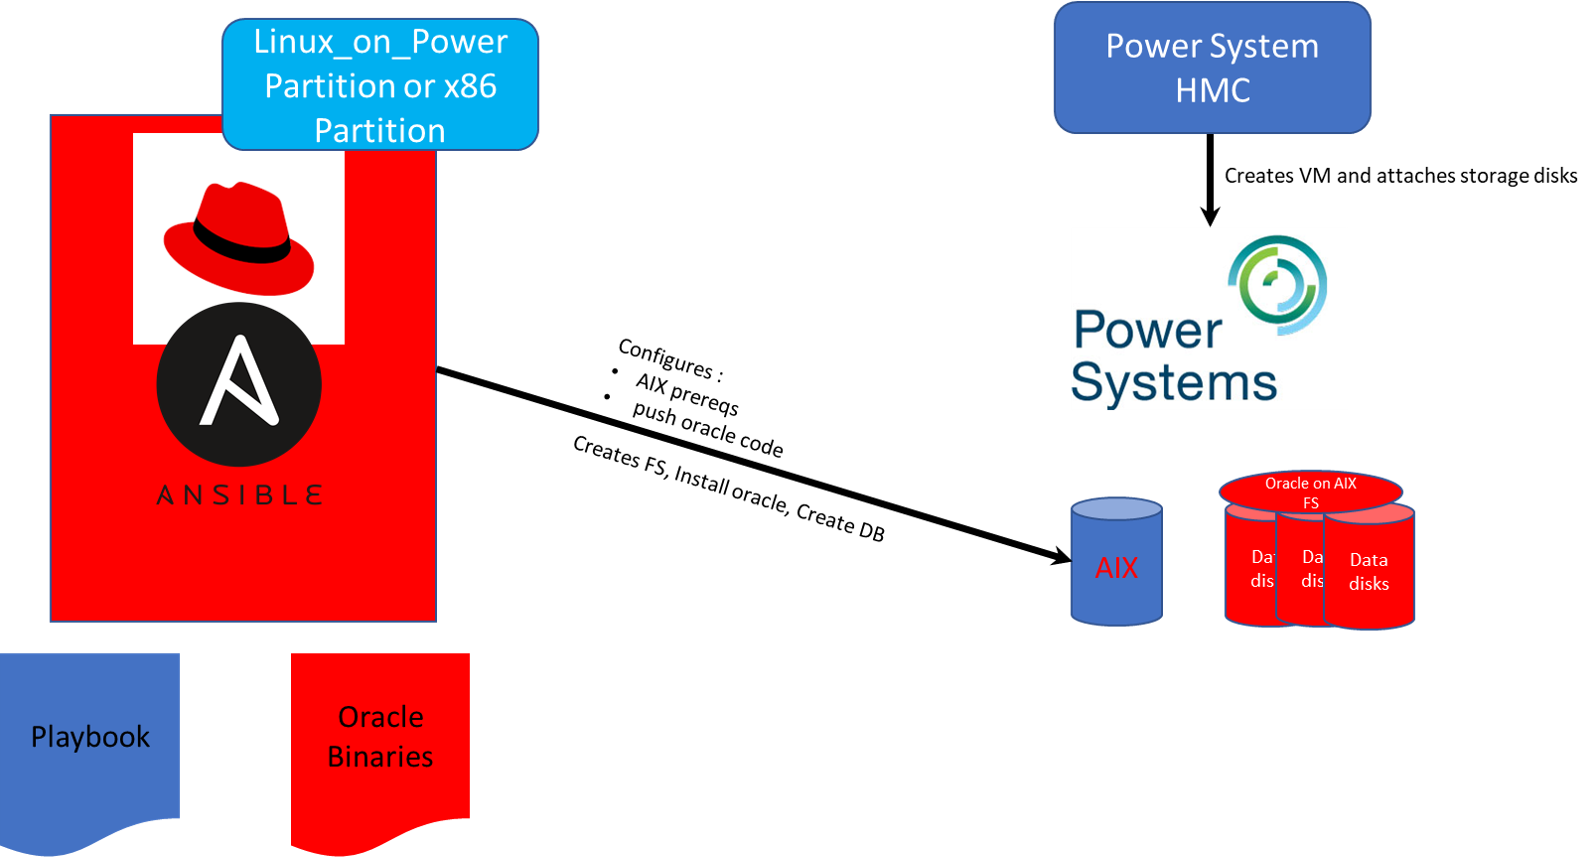 Linux_on_Power
Partition or x86
Partition
Power System
HMC
Creates VM and attaches storage disks
Power
Systems
Configures :
• AIX prereqs
• push oracle code
Creates FS, Install oracle, Create DB
ANSIBLE
Oracle on AIX
FS
AIX
Dat
dis
Da
dis
Data
disks
Playbook
Oracle
Binaries